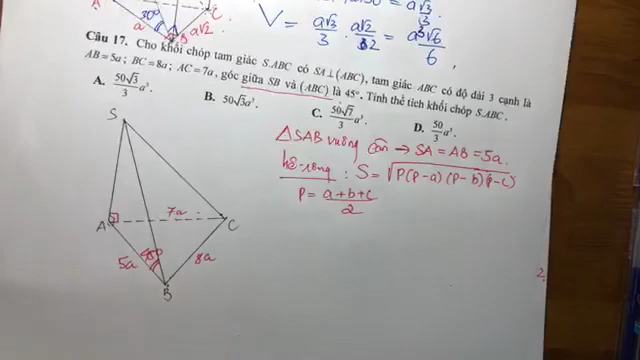 30°
a
a√2
C
B
V = a√3/3 · a√2/2 = a³√6/6,
Câu 17. Cho khối chóp tam giác S.ABC có SA⊥(ABC), tam giác ABC có độ dài 3 cạnh là
AB=5a; BC=8a; AC=7a, góc giữa SB và (ABC) là 45°. Tính thể tích khối chóp S.ABC.
A. 50√3/3 a³.
B. 50√3a³.
C. 50√7/3 a³.
D. 50/3 a³.
S
△SAB vuông cân → SA = AB = 5a.
hê-rông : S = √P(P-a)(P-b)(P-c)
P = a+b+c/2
7a
A
C
5a
45°
8a
B